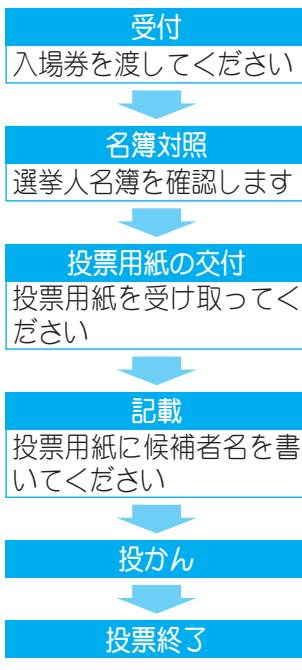 受付
入場券を渡してください
名簿対照
選挙人名簿を確認します
投票用紙の交付
投票用紙を受け取ってく
ださい
記載
投票用紙に候補者名を書
いてください
投かん
投票終了